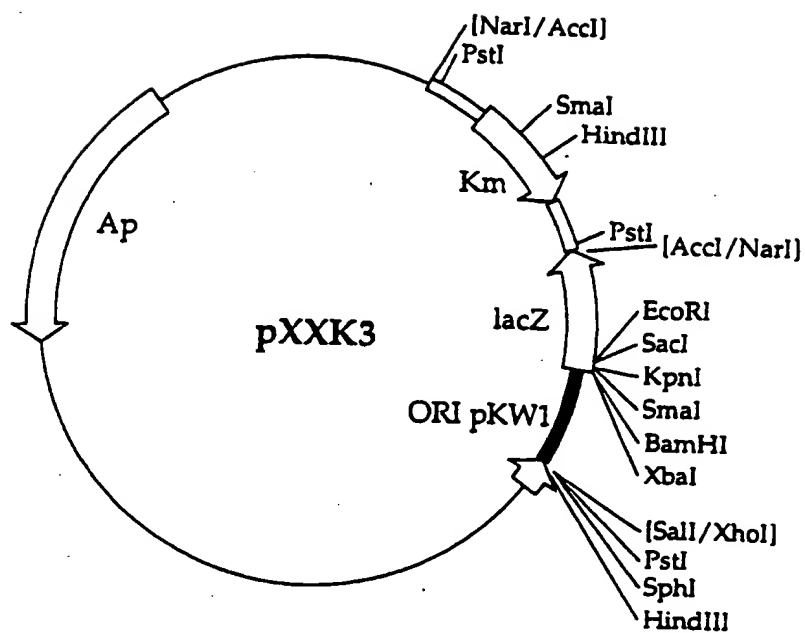 [NarI/AccI]
PstI
SmaI
HindIII
Km
Ap
PstI
[AccI/NarI]
lacZ
pXXK3
EcoRI
SacI
KpnI
SmaI
BamHI
XbaI
ORI pKW1
[SalI/XhoI]
PstI
SphI
HindIII